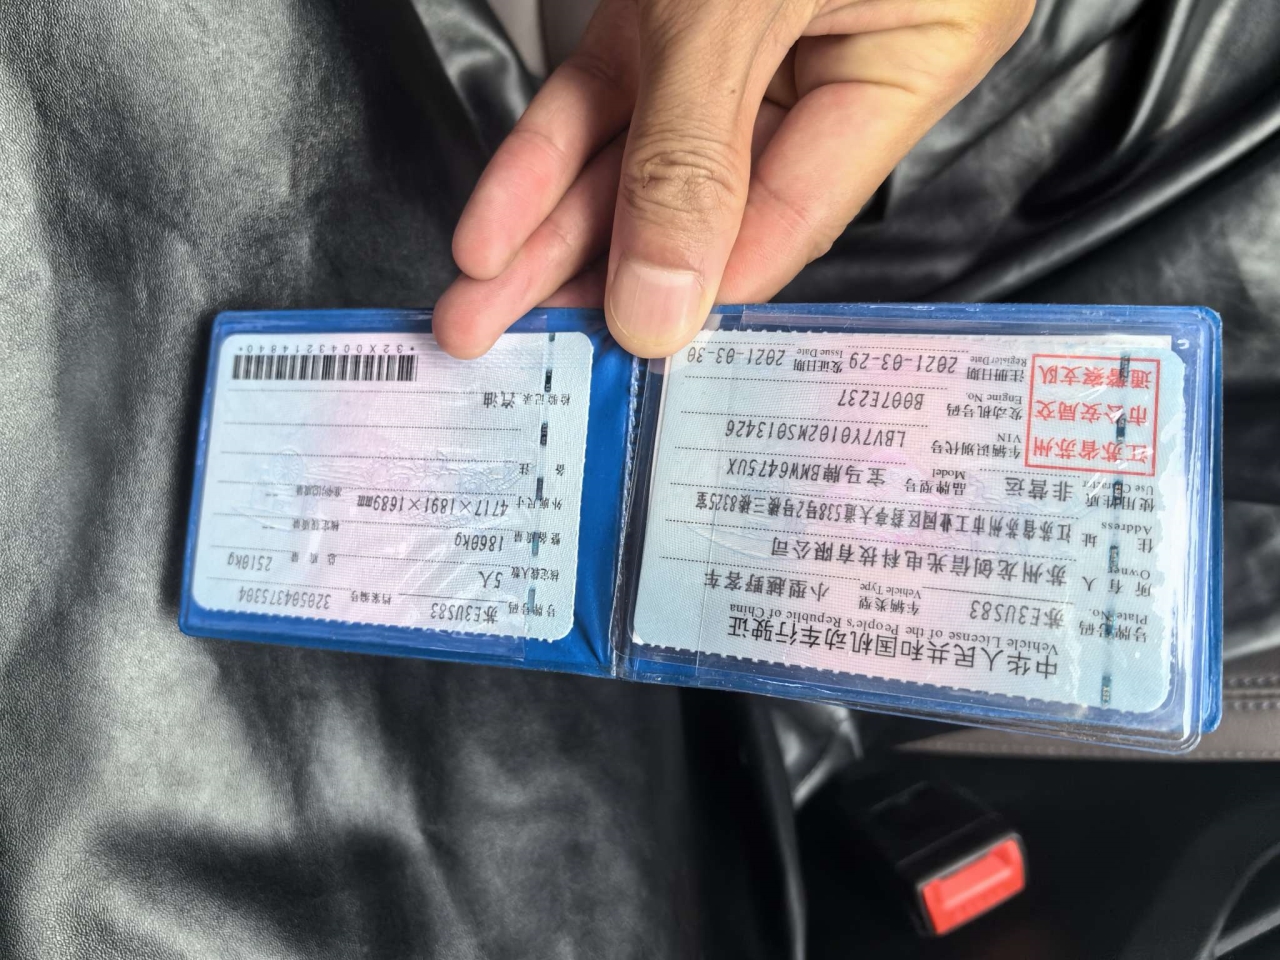 中华人民共和国机动车行驶证
Vehicle License of the People's Republic of China
号牌号码 苏E3US83 车辆类型 小型越野客车
Plate No. Vehicle Type
所有人 苏州龙创信光电科技有限公司
Owner
住址 江苏省苏州市工业园区若拿大道538号2号楼三楼8325室
Address
使用性质 非营运 品牌型号 宝马牌BMW6475UX
Use Character Model
江苏省苏州
市公安局交
通警察支队
车辆识别代号 LBV7Y0102MS013426
VIN
发动机号码 B007E237
Engine No.
注册日期 2021-03-29 发证日期 2021-03-30
Register Date Issue Date
号牌号码 苏E3US83 档案编号 320504375304
核定载人数 5人 总质量 2510kg
整备质量 1860kg 核定载质量
外廓尺寸 4717×1891×1689mm 准牵引总质量
备注
检验记录 汽油
*32X0044321484O*